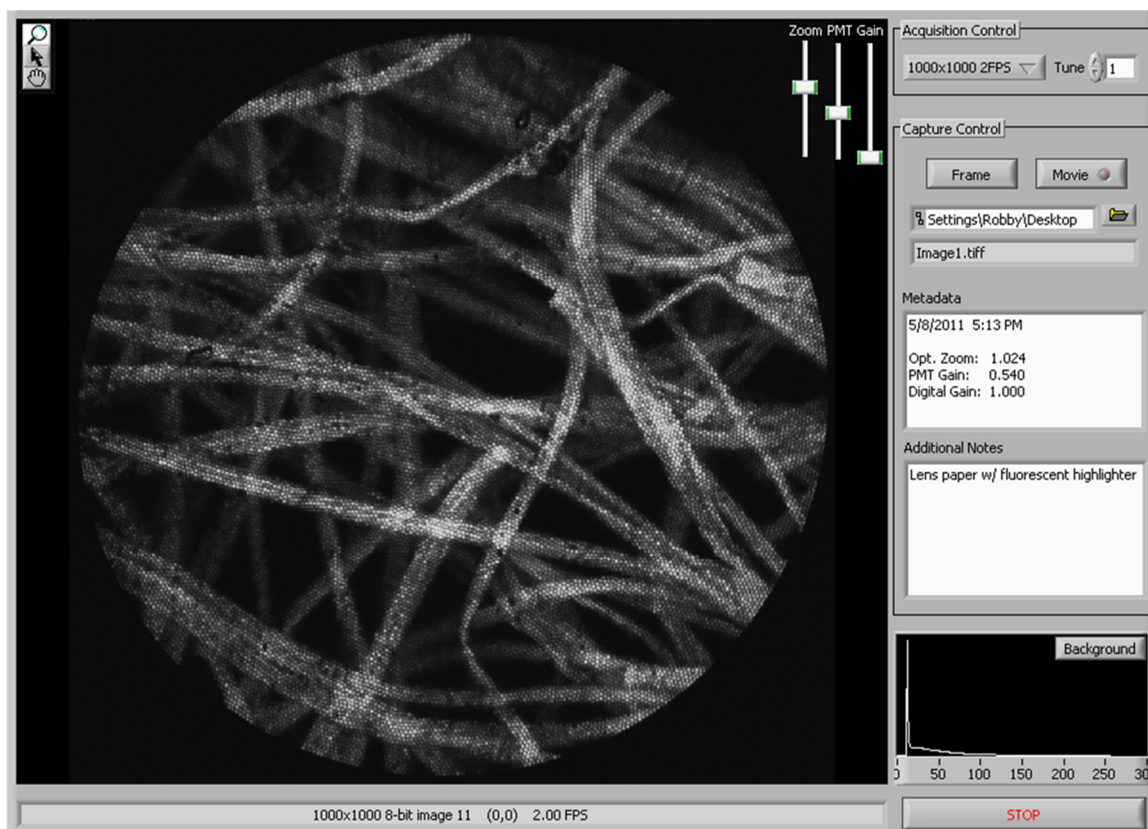 Zoom PMT Gain
Acquisition Control
1000x1000 2FPS
Tune 1
Capture Control
Frame
Movie
Settings\Robby\Desktop
Image1.tiff
Metadata
5/8/2011 5:13 PM
Opt. Zoom: 1.024
PMT Gain: 0.540
Digital Gain: 1.000
Additional Notes
Lens paper w/ fluorescent highlighter
Background
0 50 100 150 200 250 30
1000x1000 8-bit image 11 (0,0) 2.00 FPS
STOP